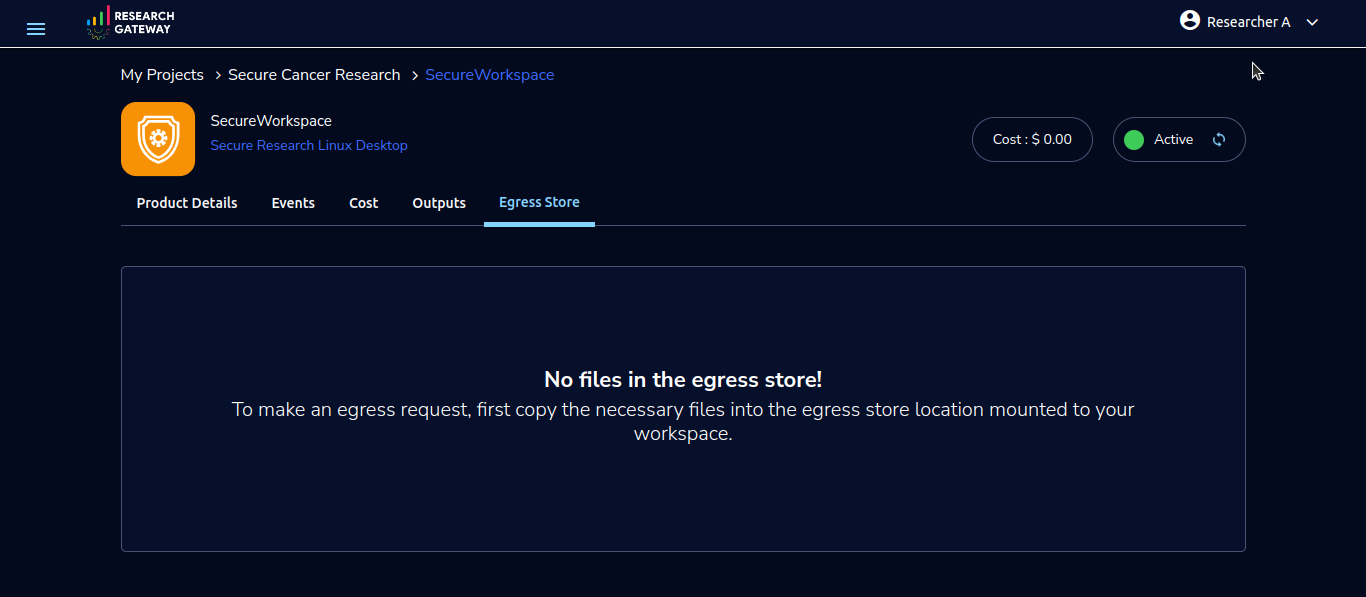 RESEARCH
GATEWAY
Researcher A
My Projects > Secure Cancer Research > SecureWorkspace
SecureWorkspace
Secure Research Linux Desktop
Cost : $ 0.00
Active
Product Details Events Cost Outputs Egress Store
No files in the egress store!
To make an egress request, first copy the necessary files into the egress store location mounted to your
workspace.